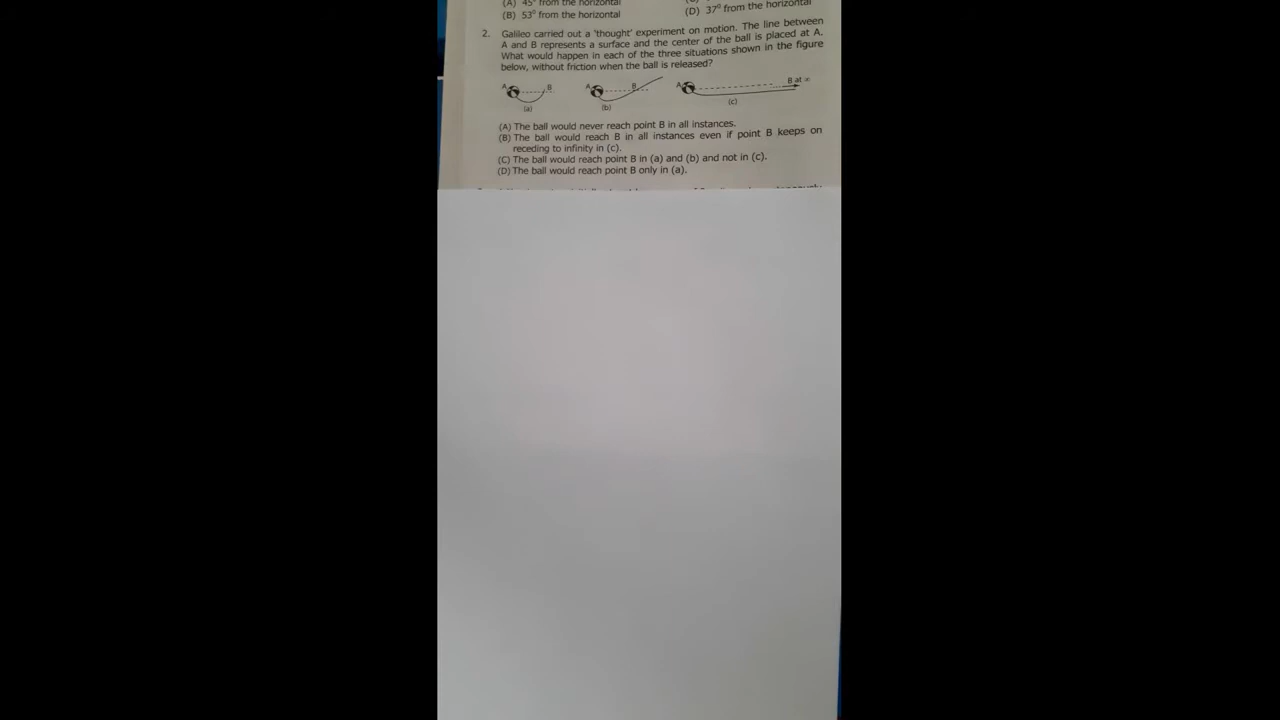 (A) 45° from the horizontal
(B) 53° from the horizontal
(D) 37° from the horizontal
2. Galileo carried out a 'thought' experiment on motion. The line between
A and B represents a surface and the center of the ball is placed at A.
What would happen in each of the three situations shown in the figure
below, without friction when the ball is released?
A B A B A B at ∞
(a) (b) (c)
(A) The ball would never reach point B in all instances.
(B) The ball would reach B in all instances even if point B keeps on
receding to infinity in (c).
(C) The ball would reach point B in (a) and (b) and not in (c).
(D) The ball would reach point B only in (a).